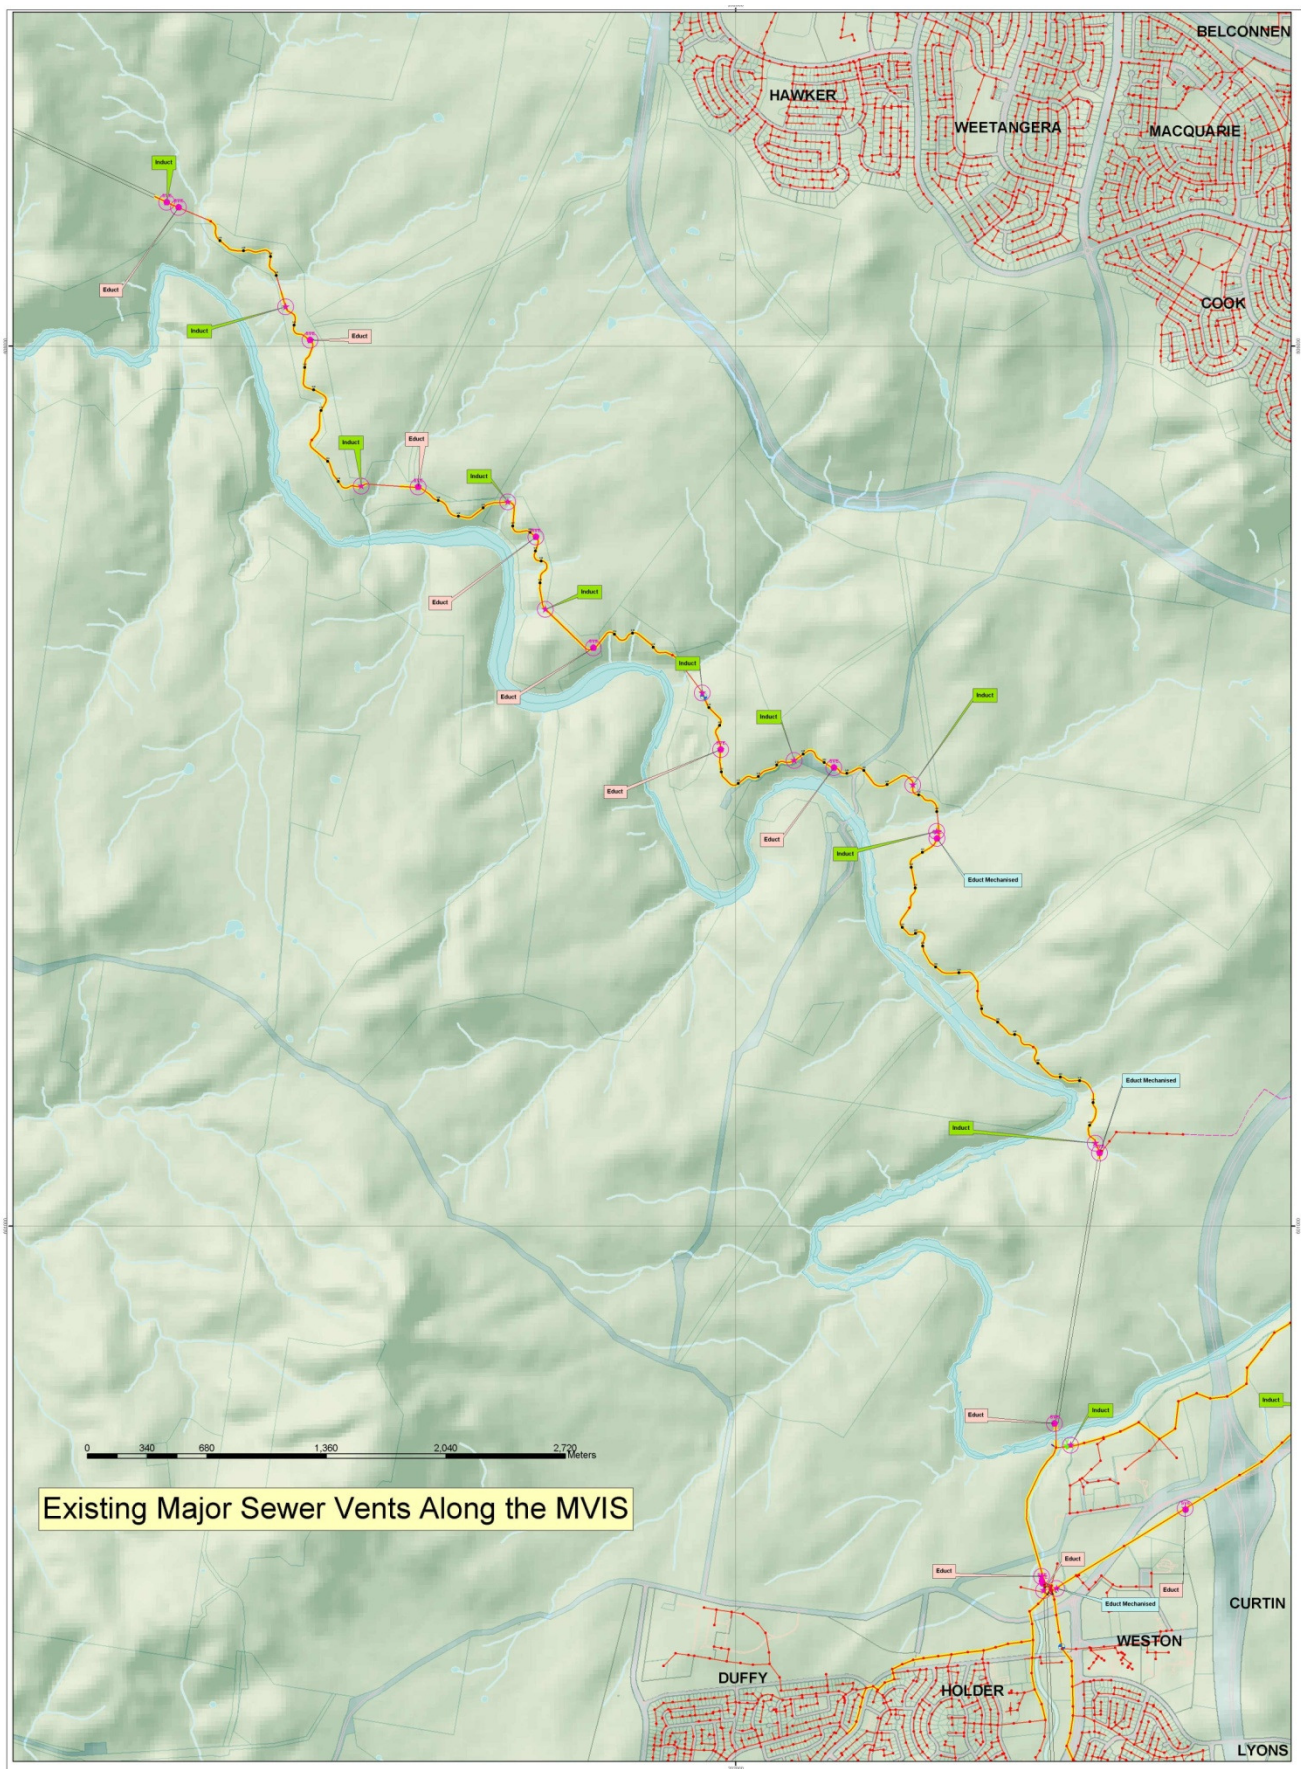 BELCONNEN
HAWKER
WEETANGERA
MACQUARIE
Induct
Educt
COOK
Induct
Educt
Educt
Induct
Induct
Induct
Educt
Induct
Induct
Educt
Induct
Educt
Educt
Induct
Educt Mechanised
Educt Mechanised
Induct
Induct
Induct
Educt
0 340 680 1,360 2,040 2,720
Meters
Existing Major Sewer Vents Along the MVIS
Educt
Educt
Educt
Educt Mechanised
CURTIN
WESTON
DUFFY
HOLDER
LYONS